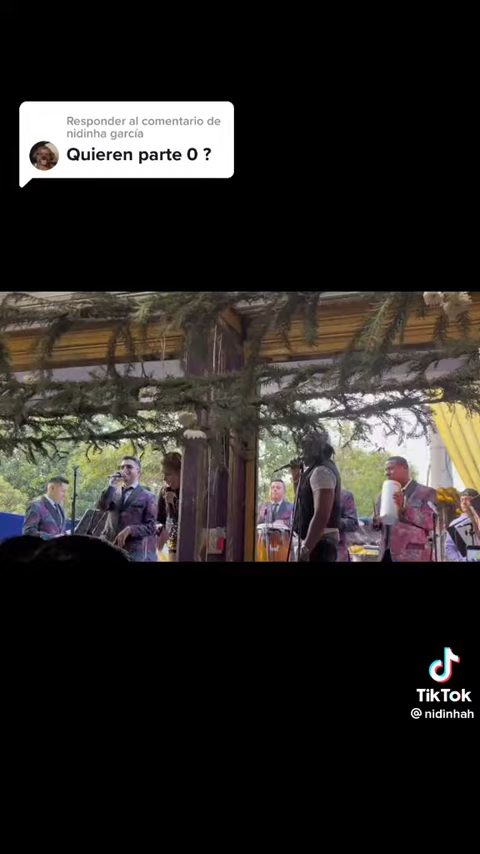 Responder al comentario de
nidinha garcía
Quieren parte 0 ?
TikTok
@ nidinhah